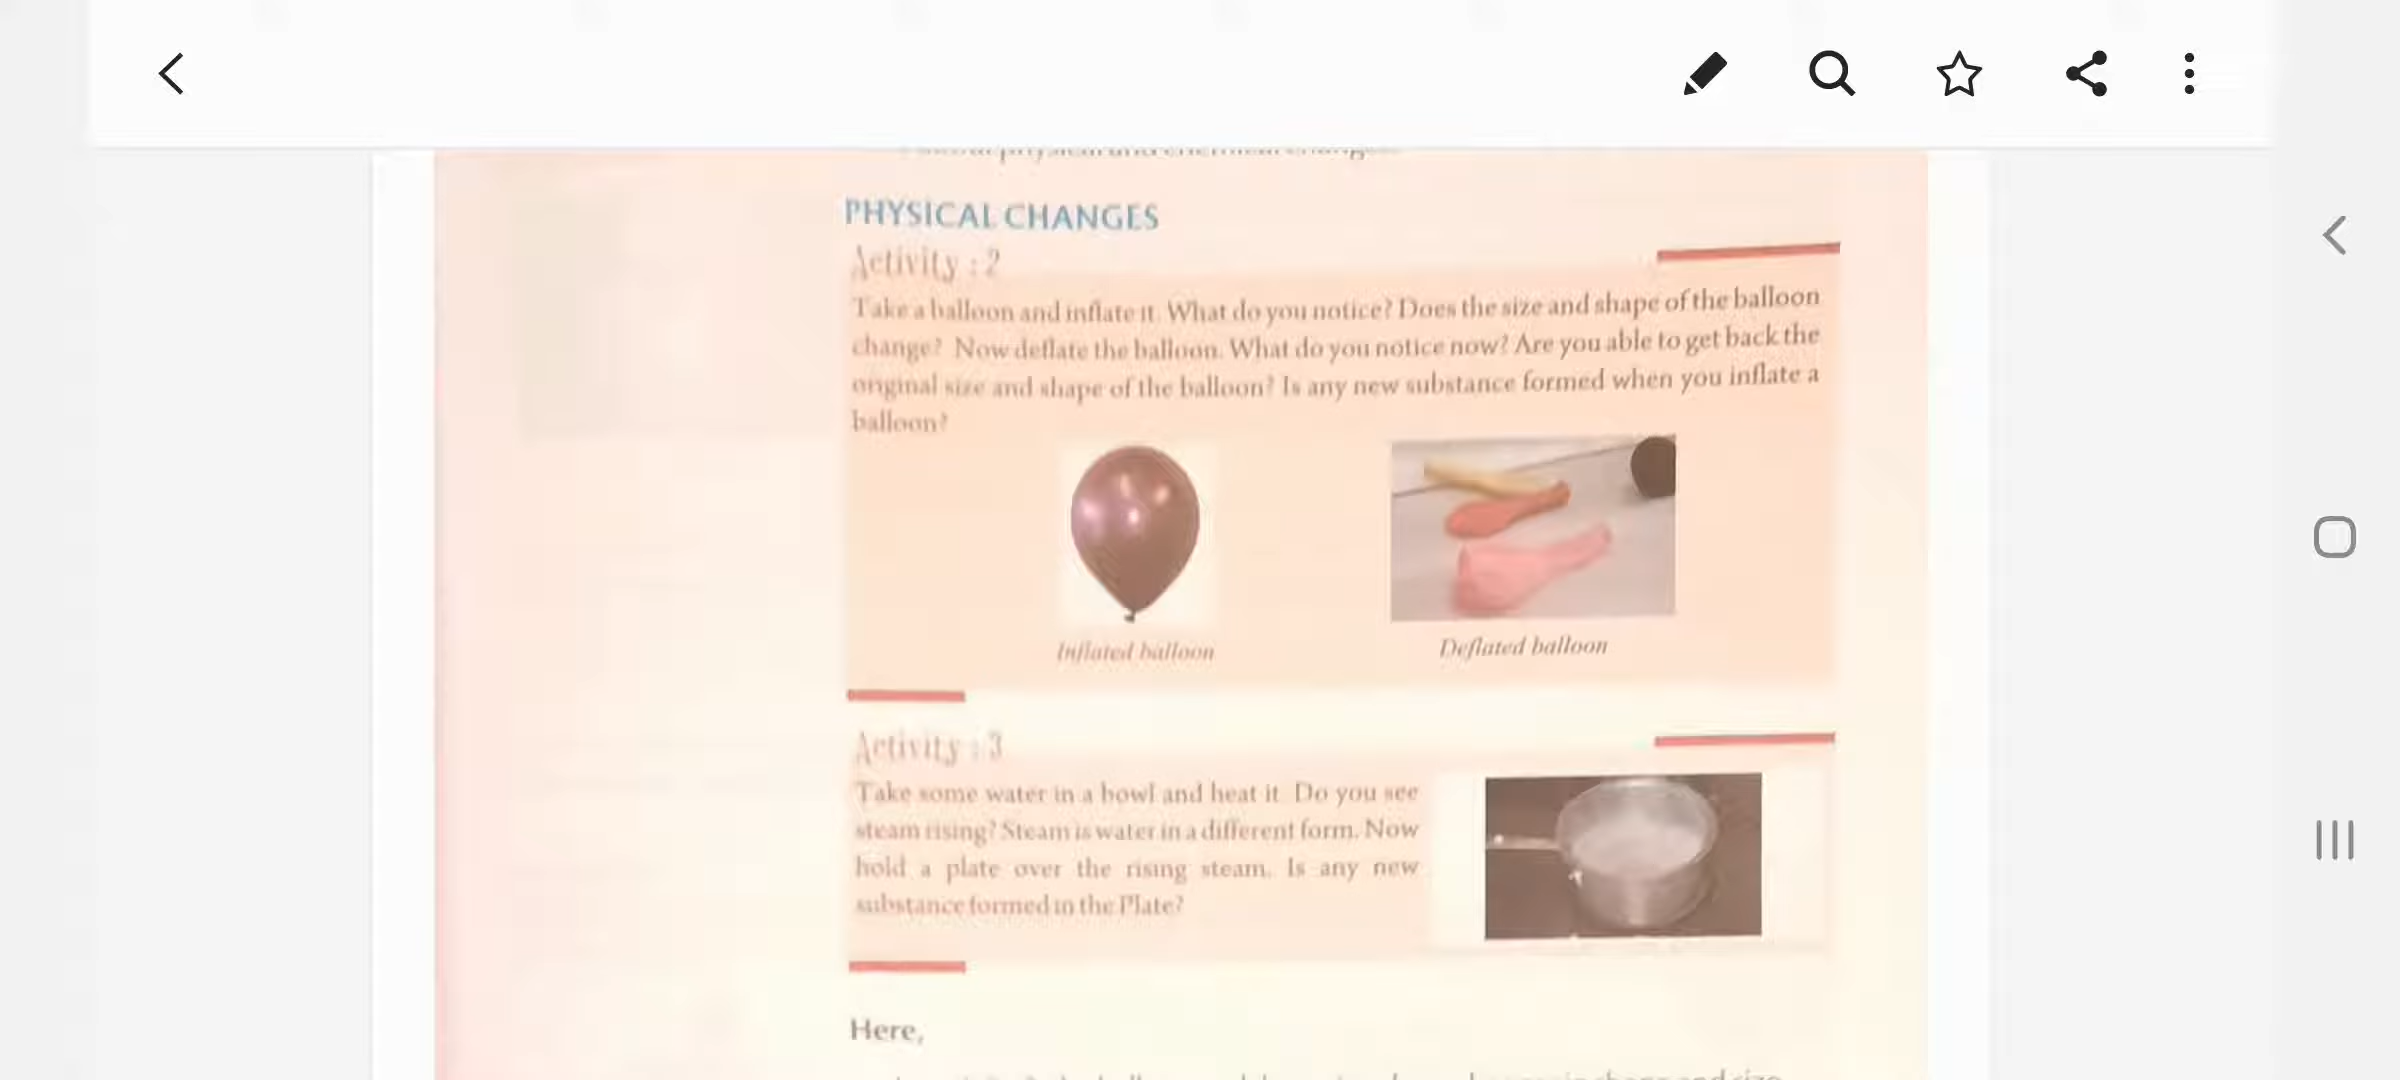 PHYSICAL CHANGES
Activity : 2
Take a balloon and inflate it. What do you notice? Does the size and shape of the balloon
change? Now deflate the balloon. What do you notice now? Are you able to get back the
original size and shape of the balloon? Is any new substance formed when you inflate a
balloon?
Inflated balloon
Deflated balloon
Activity : 3
Take some water in a bowl and heat it. Do you see
steam rising? Steam is water in a different form. Now
hold a plate over the rising steam. Is any new
substance formed in the Plate?
Here,